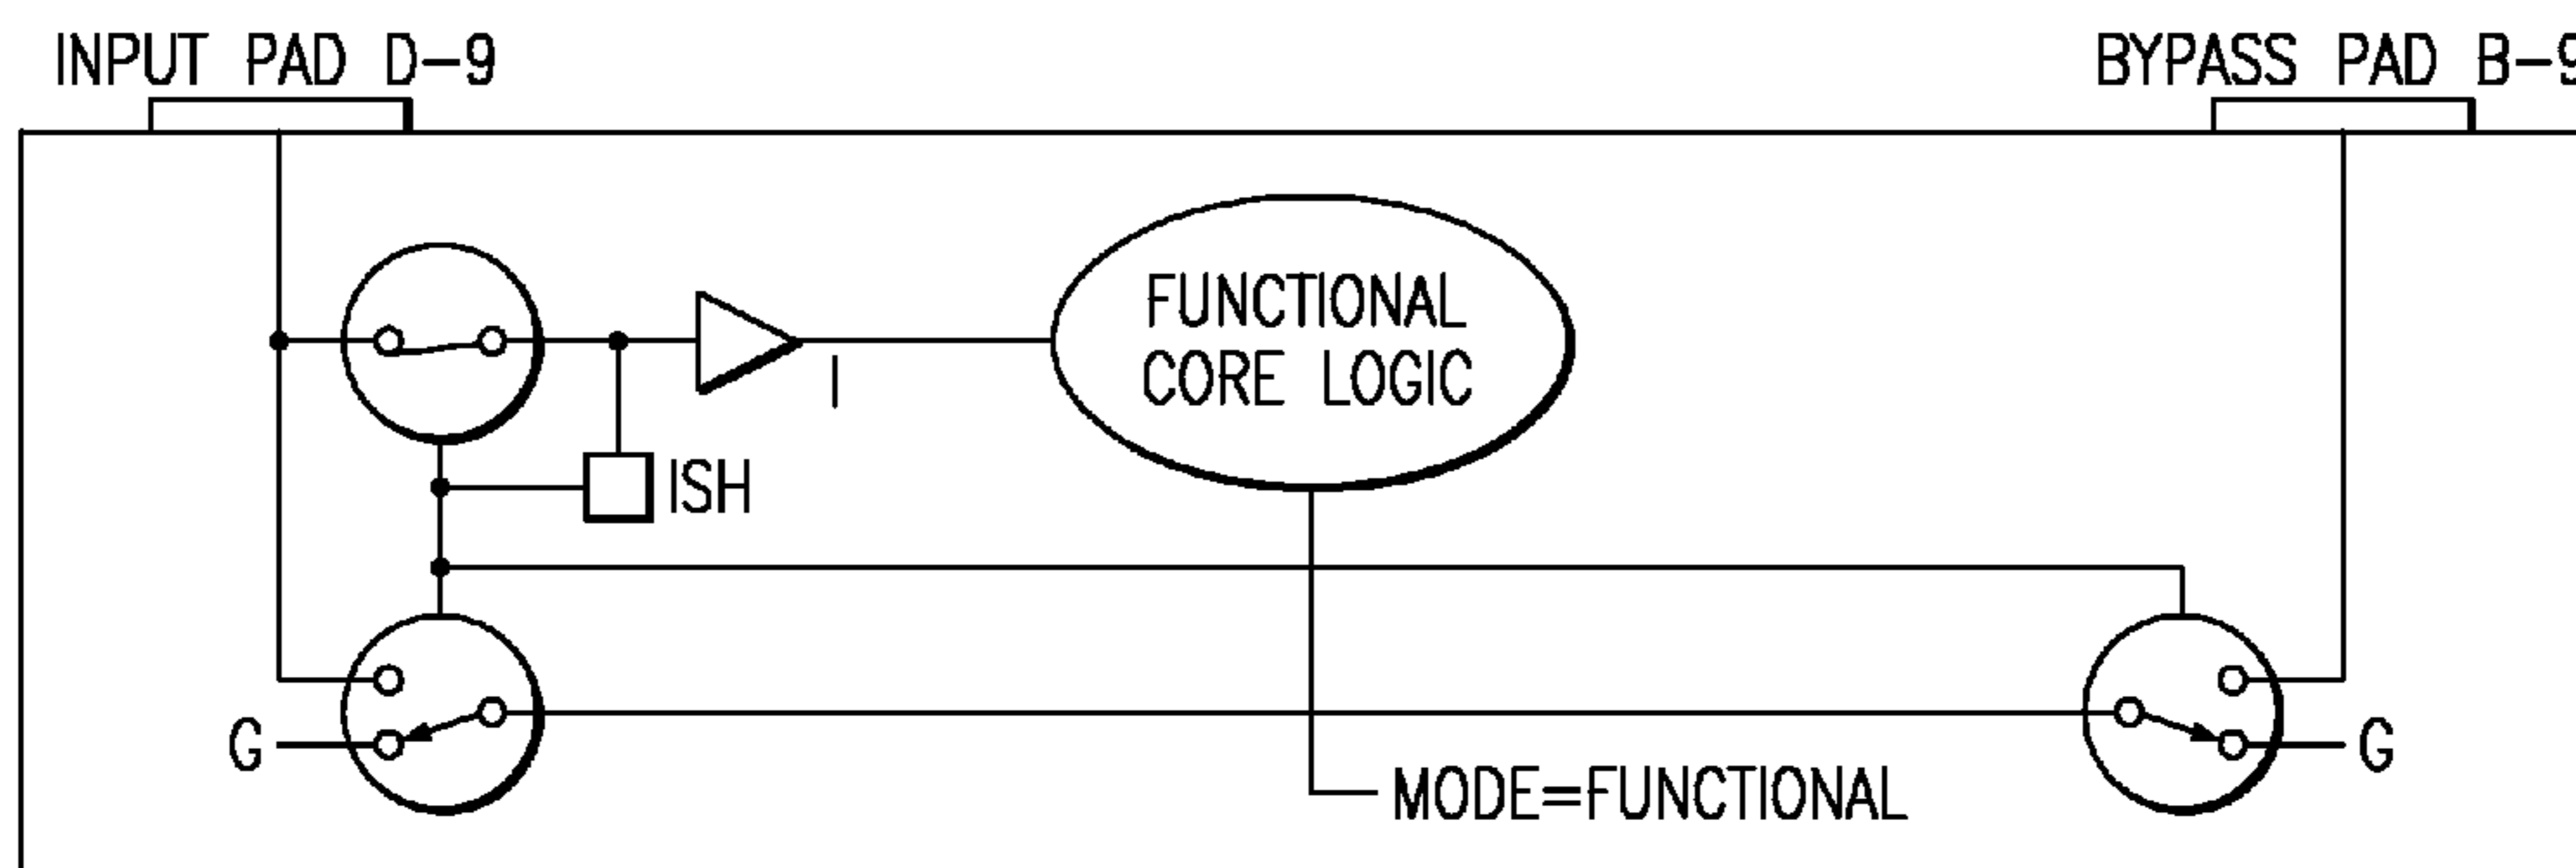 INPUT PAD D-9
BYPASS PAD B-9
FUNCTIONAL
CORE LOGIC
I
ISH
G
G
MODE=FUNCTIONAL